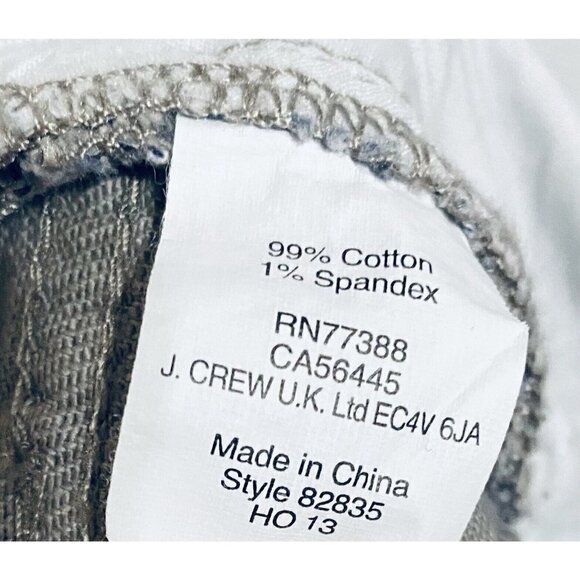 99% Cotton
1% Spandex
RN77388
CA56445
J. CREW U.K. Ltd EC4V 6JA
Made in China
Style 82835
HO 13